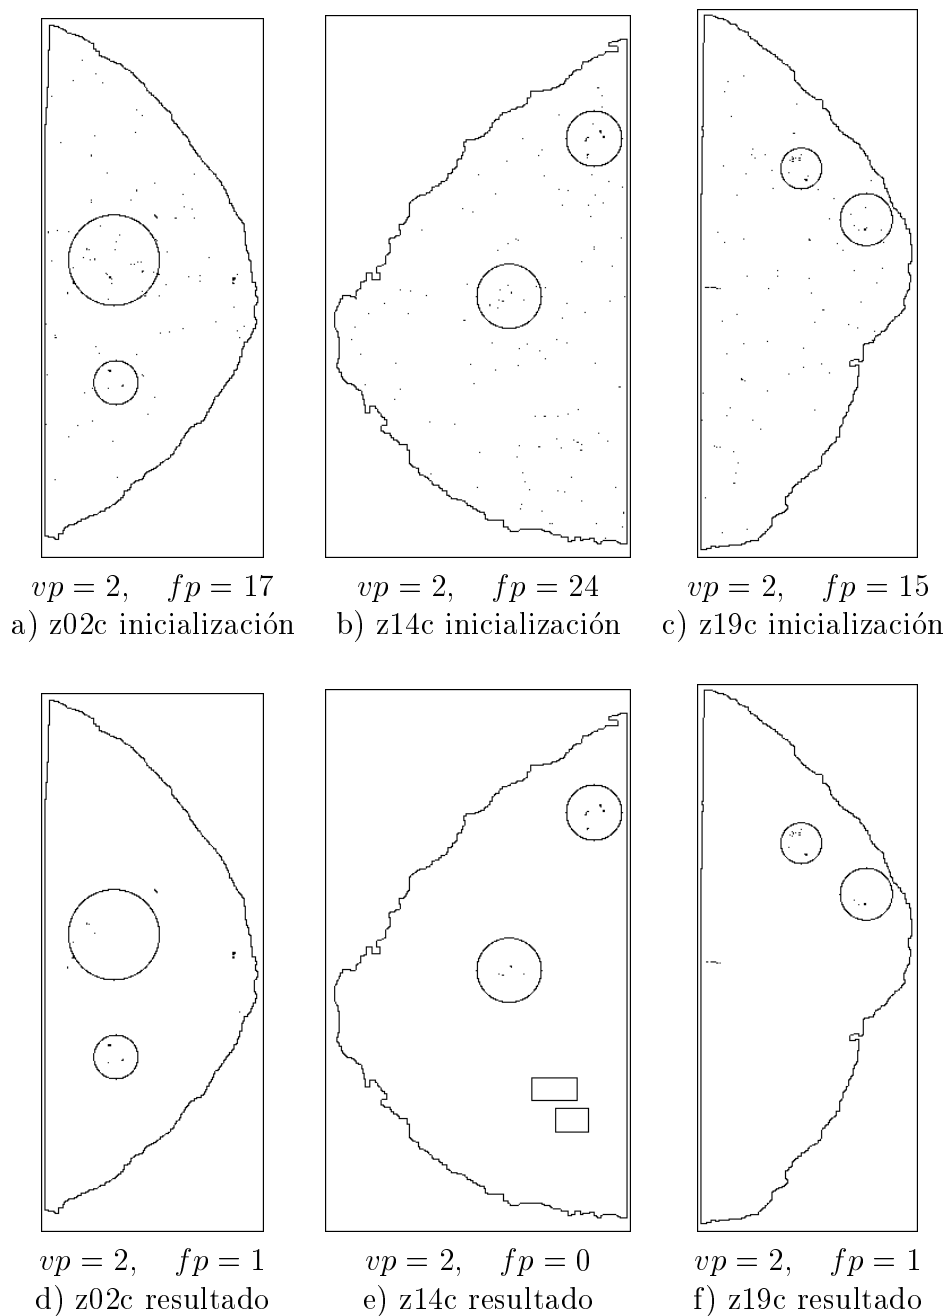 vp = 2, fp = 17
a) z02c inicialización
vp = 2, fp = 24
b) z14c inicialización
vp = 2, fp = 15
c) z19c inicialización
vp = 2, fp = 1
d) z02c resultado
vp = 2, fp = 0
e) z14c resultado
vp = 2, fp = 1
f) z19c resultado